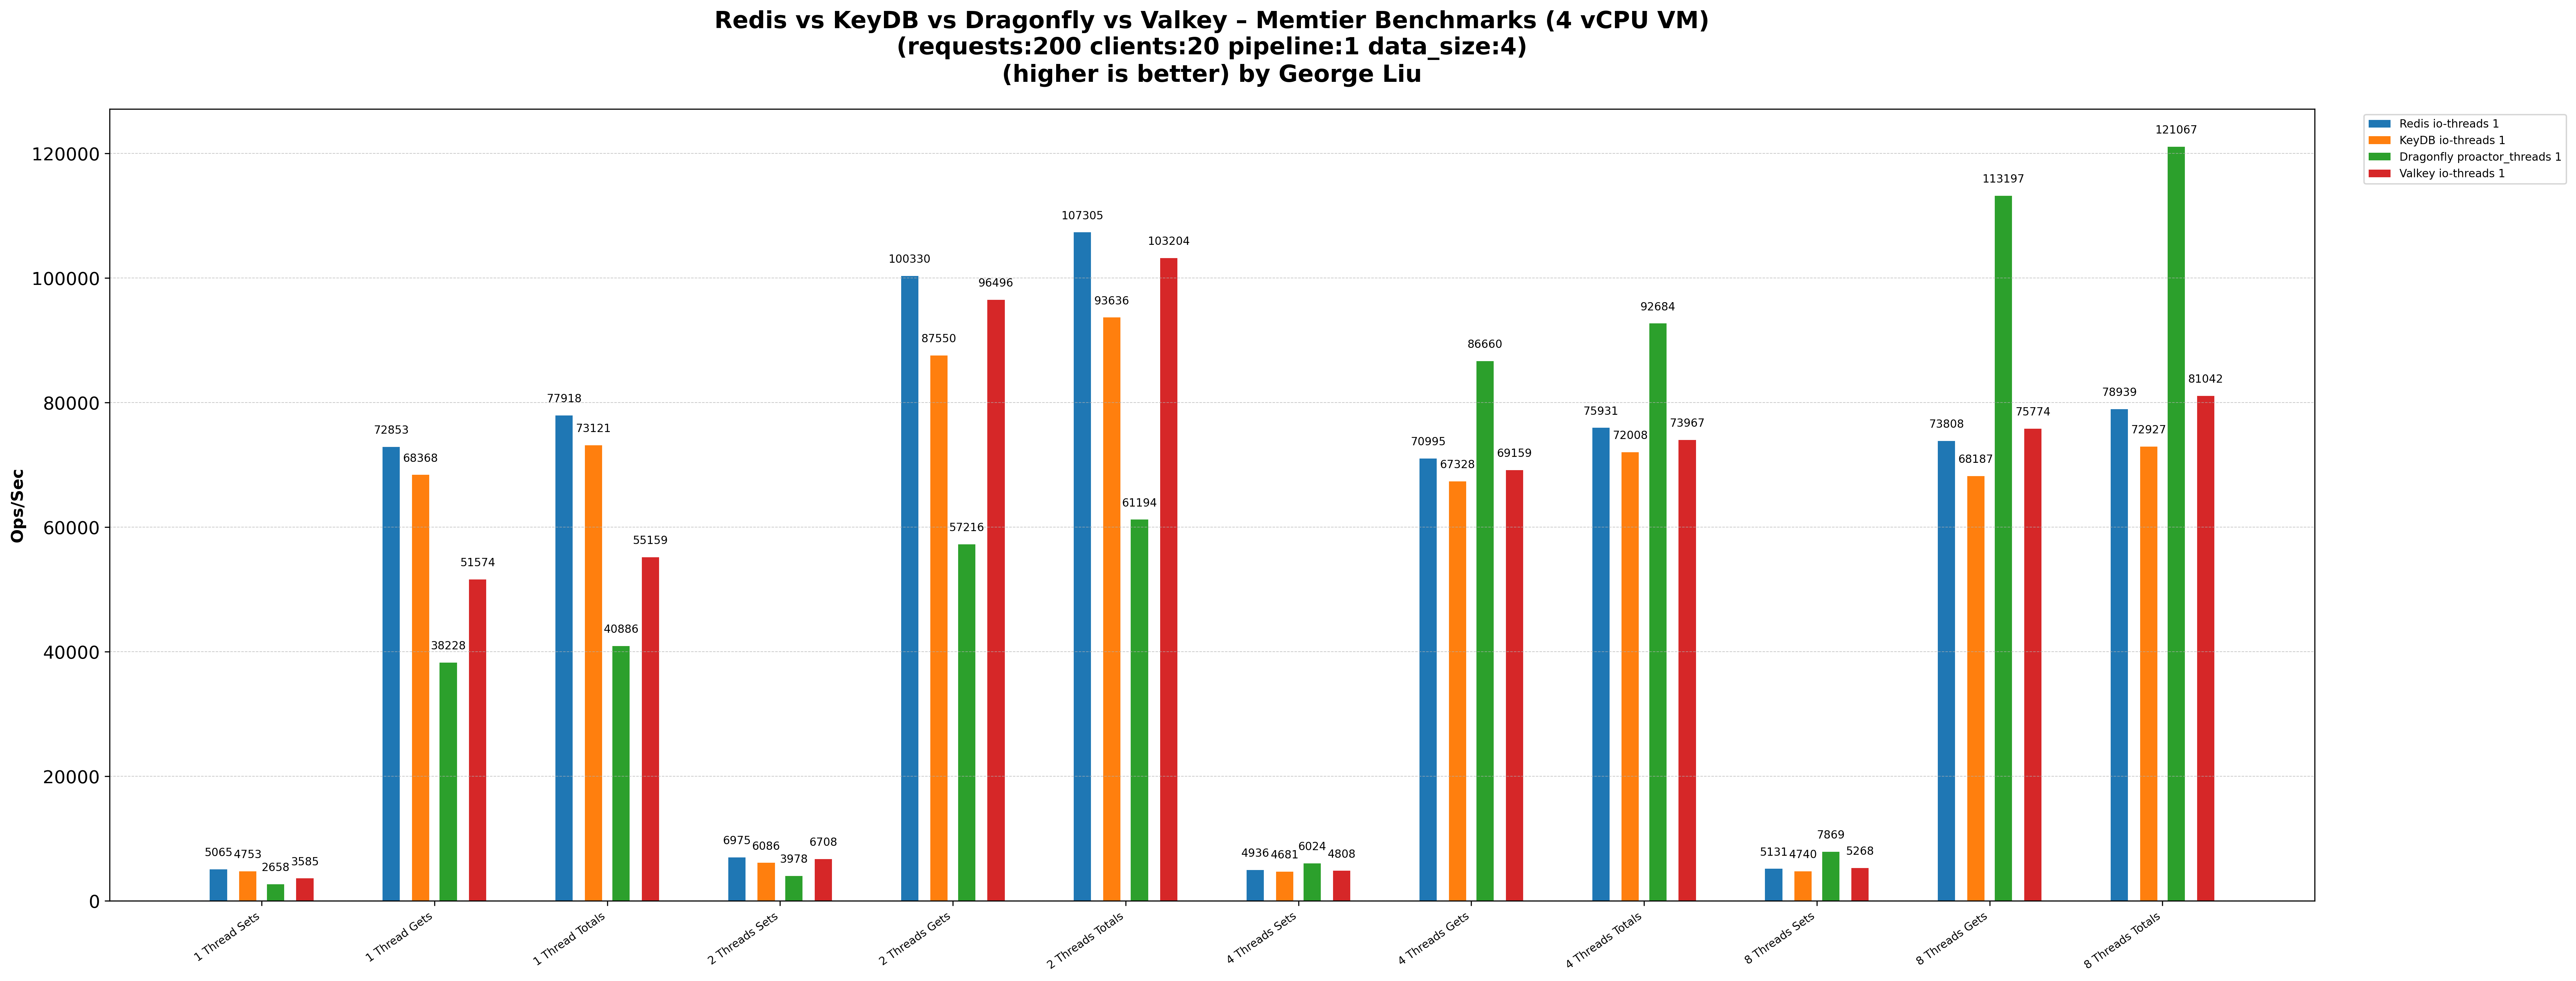 Redis vs KeyDB vs Dragonfly vs Valkey – Memtier Benchmarks (4 vCPU VM)
(requests:200 clients:20 pipeline:1 data_size:4)
(higher is better) by George Liu
Redis io-threads 1
KeyDB io-threads 1
Dragonfly proactor_threads 1
Valkey io-threads 1
Ops/Sec
120000
100000
80000
60000
40000
20000
0
5065
4753
2658
3585
72853
68368
38228
51574
77918
73121
40886
55159
6975
6086
3978
6708
100330
87550
57216
96496
107305
93636
61194
103204
4936
4681
6024
4808
70995
67328
86660
69159
75931
72008
92684
73967
5131
4740
7869
5268
73808
68187
113197
75774
78939
72927
121067
81042
1 Thread Sets
1 Thread Gets
1 Thread Totals
2 Threads Sets
2 Threads Gets
2 Threads Totals
4 Threads Sets
4 Threads Gets
4 Threads Totals
8 Threads Sets
8 Threads Gets
8 Threads Totals